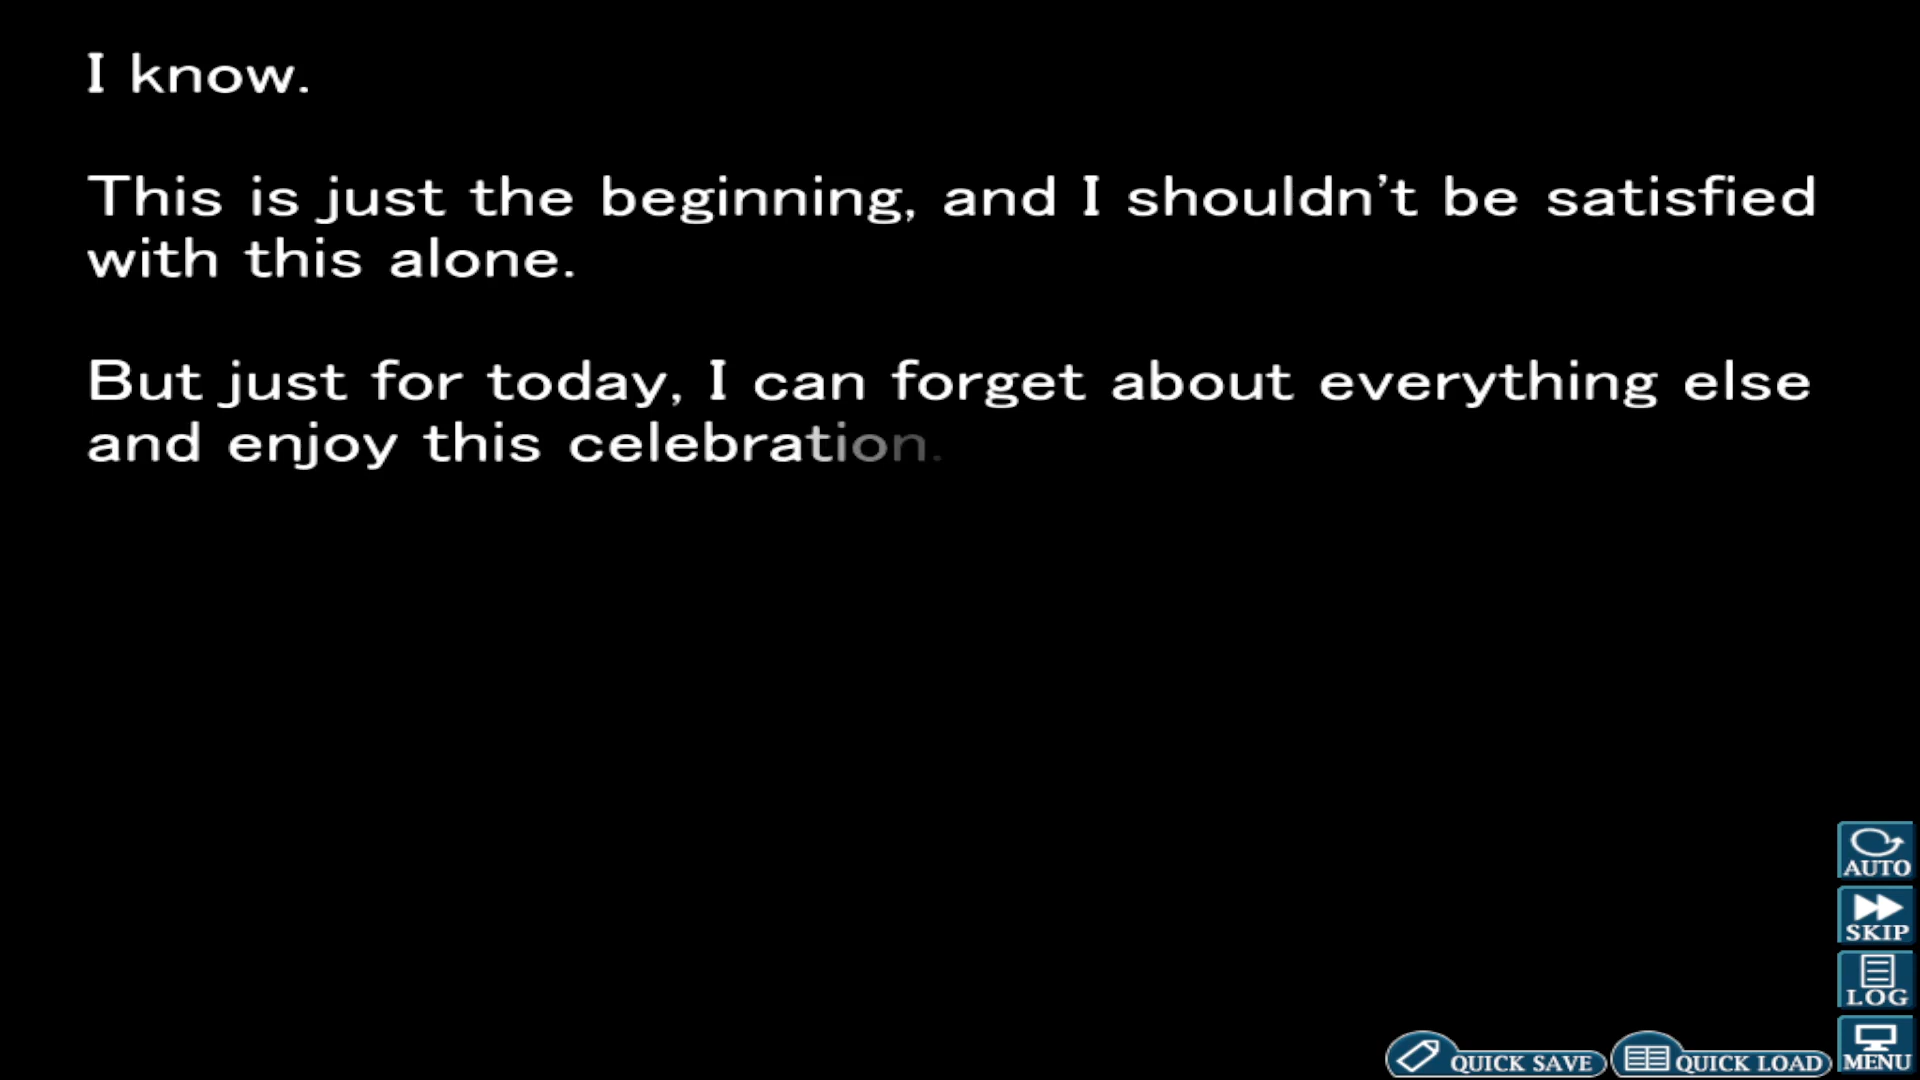 I know.
This is just the beginning, and I shouldn't be satisfied
with this alone.
But just for today, I can forget about everything else
and enjoy this celebration.
AUTO
SKIP
LOG
QUICK SAVE
QUICK LOAD
MENU